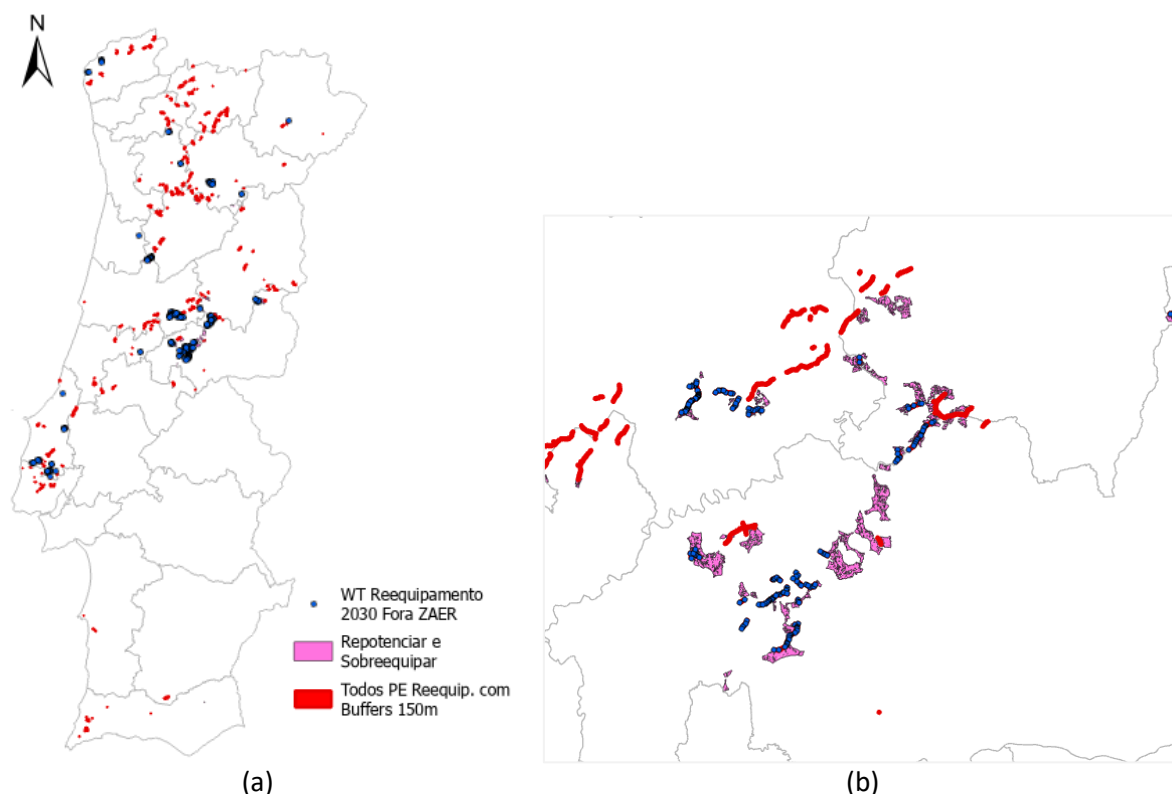 N
WT Reequipamento
2030 Fora ZAER
Repotenciar e
Sobreequipar
Todos PE Reequip. com
Buffers 150m
(a)
(b)